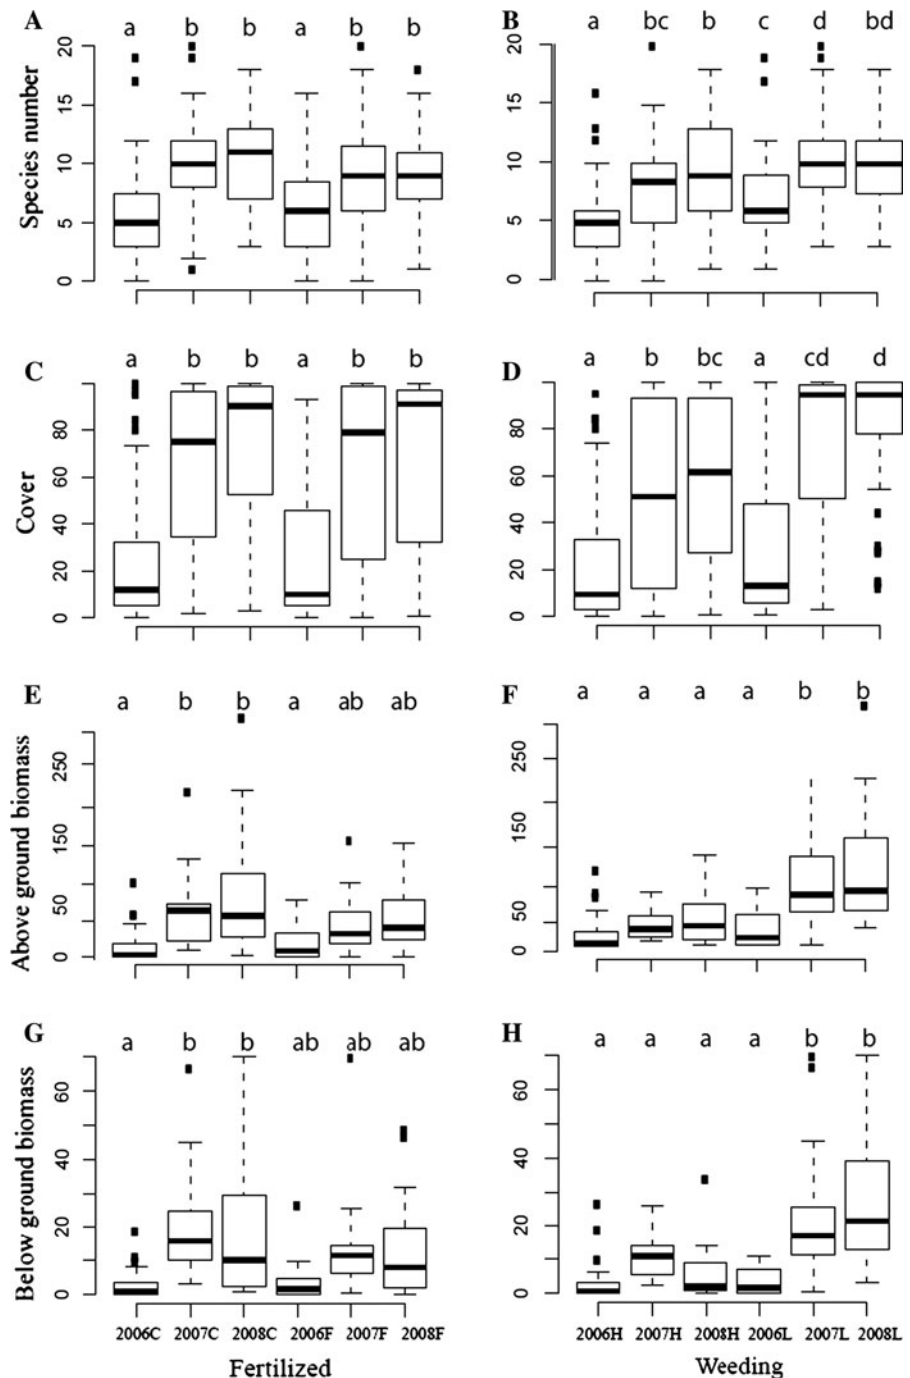 A a b b a b b
Species number
0 5 10 15 20
B a bc b c d bd
0 5 10 15 20
C a b b a b b
Cover
0 20 40 60 80
D a b bc a cd d
0 20 40 60 80
E a b b a ab ab
Above ground biomass
0 50 150 250
F a a a a b b
0 50 150 250
G a b b ab ab ab
Below ground biomass
0 20 40 60
2006C 2007C 2008C 2006F 2007F 2008F
Fertilized
H a a a a b b
0 20 40 60
2006H 2007H 2008H 2006L 2007L 2008L
Weeding